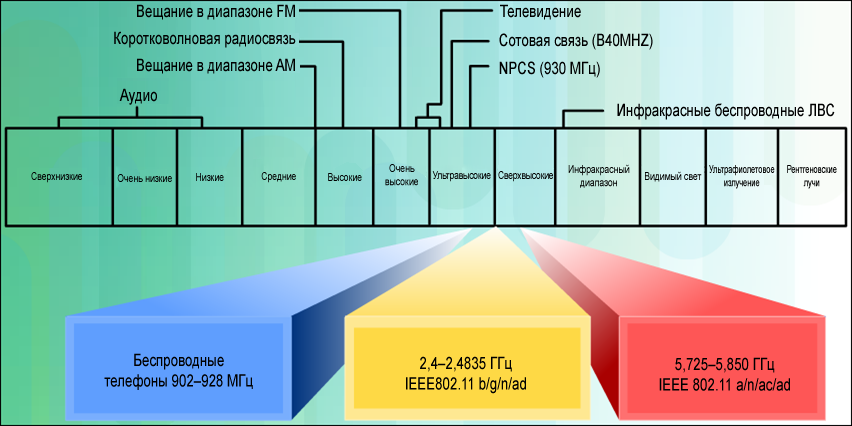 Вещание в диапазоне FM
Телевидение
Коротковолновая радиосвязь
Сотовая связь (B40MHZ)
Вещание в диапазоне AM
NPCS (930 МГц)
Аудио
Инфракрасные беспроводные ЛВС
Сверхнизкие
Очень низкие
Низкие
Средние
Высокие
Очень
высокие
Ультравысокие
Сверхвысокие
Инфракрасный
диапазон
Видимый свет
Ультрафиолетовое
излучение
Рентгеновские
лучи
Беспроводные
телефоны 902–928 МГц
2,4–2,4835 ГГц
IEEE802.11 b/g/n/ad
5,725–5,850 ГГц
IEEE 802.11 a/n/ac/ad